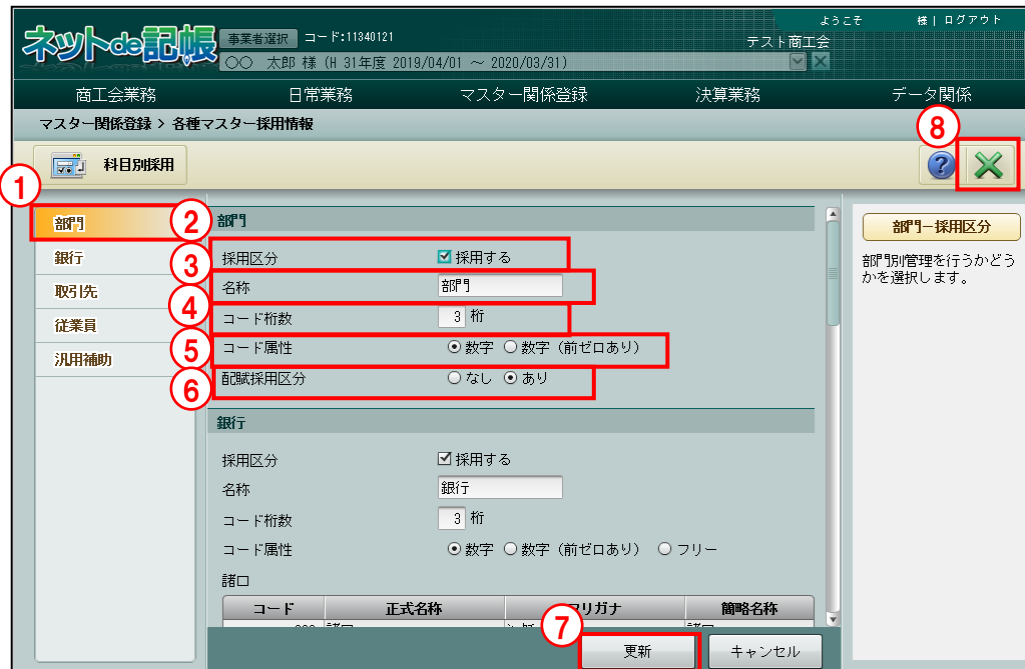 ようこそ 様 | ログアウト
ネットde記帳 事業者選択 コード:11340121 テスト商工会
〇〇 太郎 様 (H 31年度 2019/04/01 ～ 2020/03/31)
商工会業務 日常業務 マスター関係登録 決算業務 データ関係
マスター関係登録 > 各種マスター採用情報
8
科目別採用 ?
1
部門
銀行
取引先
従業員
汎用補助
2 部門
3 採用区分 採用する
名称 部門
4 コード桁数 3 桁
5 コード属性 数字 数字 (前ゼロあり)
6 配賦採用区分 なし あり
銀行
採用区分 採用する
名称 銀行
コード桁数 3 桁
コード属性 数字 数字 (前ゼロあり) フリー
諸口
コード 正式名称 フリガナ 簡略名称
7
更新 キャンセル
部門－採用区分
部門別管理を行うかどう
かを選択します。